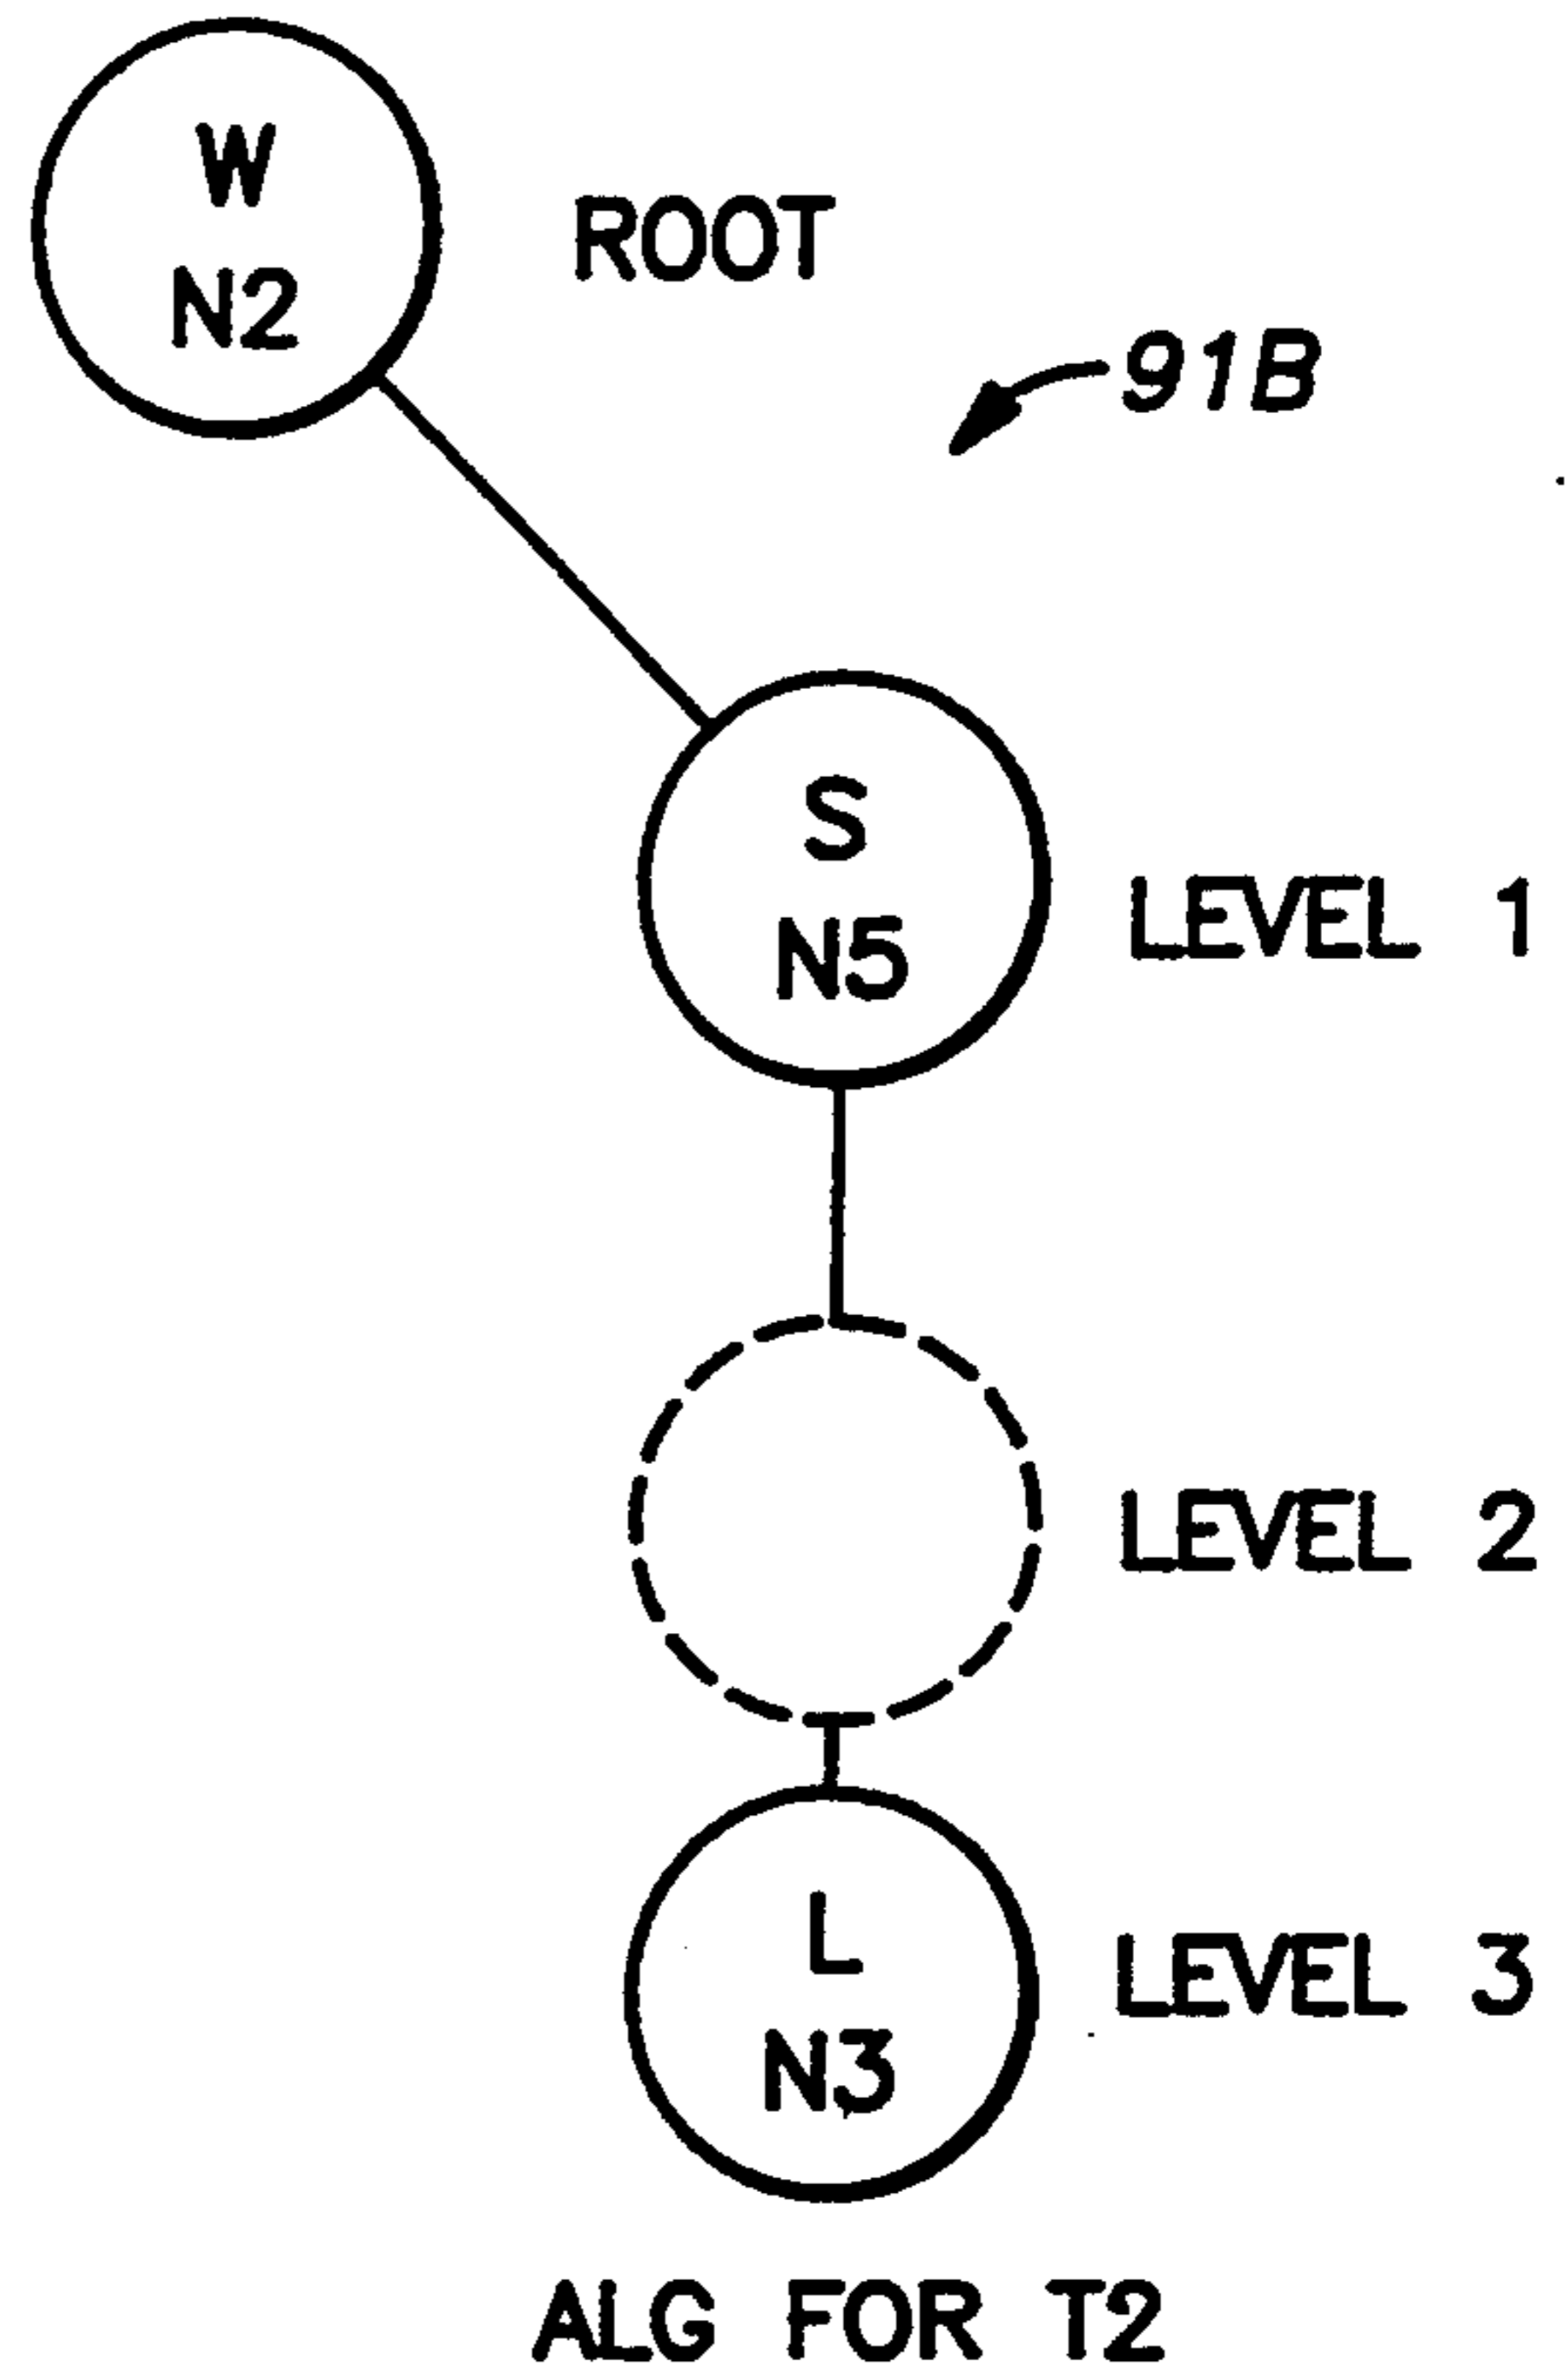 W
N2
ROOT
91B
S
N5
LEVEL 1
LEVEL 2
L
N3
LEVEL 3
ALG FOR T2